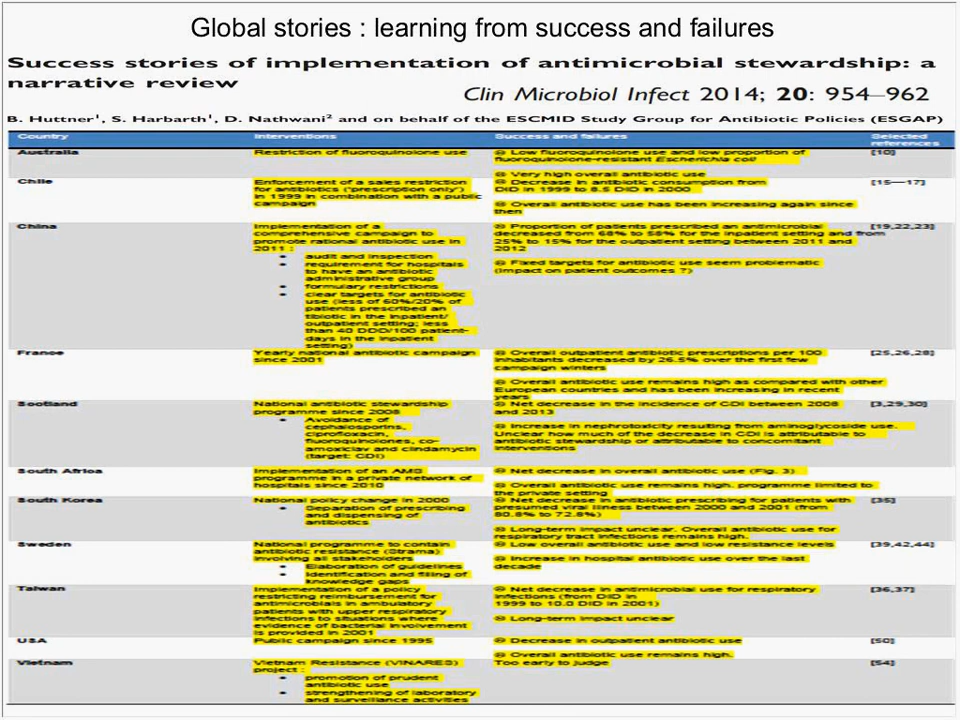 Global stories : learning from success and failures
Success stories of implementation of antimicrobial stewardship: a
narrative review
Clin Microbiol Infect 2014; 20: 954–962
B. Huttner¹, S. Harbarth¹, D. Nathwani² and on behalf of the ESCMID Study Group for Antibiotic Policies (ESGAP)
Country Interventions Success and failures Selected
references
Australia Restriction of fluoroquinolone use Low fluoroquinolone use and low proportion of [10]
fluoroquinolone-resistant Escherichia coli
Very high overall antibiotic use
Chile Enforcement of a sales restriction Decrease in antibiotic consumption from [15—17]
for antibiotics ('prescription only') DID in 1999 to 8.5 DID in 2000
in 1999 in combination with a public
campaign Overall antibiotic use has been increasing again since
then
China Implementation of a Proportion of patients prescribed an antimicrobial [19,22,23]
comprehensive campaign to decreased from 68% to 58% for the inpatient setting and from
promote rational antibiotic use in 25% to 15% for the outpatient setting between 2011 and
2011 : 2012
• audit and inspection
• requirement for hospitals Fixed targets for antibiotic use seem problematic
to have an antibiotic (impact on patient outcomes ?)
administrative group
• formulary restrictions
• clear targets for antibiotic
use (less of 60%/20% of
patients prescribed an
tibiotic in the inpatient/
outpatient setting; less
than 40 DDD/100 patient-
days in the inpatient
setting)
France Yearly national antibiotic campaign Overall outpatient antibiotic prescriptions per 100 [25,26,28]
since 2001 inhabitants decreased by 26.5% over the first few
campaign winters
Overall antibiotic use remains high as compared with other
European countries and has been increasing in recent
years
Scotland National antibiotic stewardship Net decrease in the incidence of CDI between 2008 [3,29,30]
programme since 2008 and 2013
• Avoidance of
cephalosporins, Increase in nephrotoxicity resulting from aminoglycoside use.
ciprofloxacin, Unclear how much of the decrease in CDI is attributable to
fluoroquinolones, co- antibiotic stewardship or attributable to concomitant
amoxiclav and clindamycin interventions
(target: CDI)
South Africa Implementation of an AMS Net decrease in overall antibiotic use (Fig. 3)
programme in a private network of
hospitals since 2010 Overall antibiotic use remains high, programme limited to
the private setting
South Korea National policy change in 2000 Net decrease in antibiotic prescribing for patients with [35]
• Separation of prescribing presumed viral illness between 2000 and 2001 (from
and dispensing of 80.8% to 72.8%)
antibiotics
Long-term impact unclear. Overall antibiotic use for
respiratory tract infections remains high.
Sweden National programme to contain Low overall antibiotic use and low resistance levels [39,42,44]
antibiotic resistance (Strama)
involving all stakeholders Increase in hospital antibiotic use over the last
• Elaboration of guidelines decade
• Identification and filling of
knowledge gaps
Taiwan Implementation of a policy Net decrease in antibiotic use for respiratory [36,37]
restricting reimbursement for infections (from DID in
antimicrobials in ambulatory 1999 to 10.0 DID in 2001)
patients with upper respiratory
infections to situations where Long-term impact unclear
evidence of bacterial involvement
is provided in 2001
USA Public campaign since 1995 Decrease in outpatient antibiotic use [50]
Overall antibiotic use remains high.
Vietnam Vietnam Resistance (VINARES) Too early to judge [54]
project :
• promotion of prudent
antibiotic use
• strengthening of laboratory
and surveillance activities